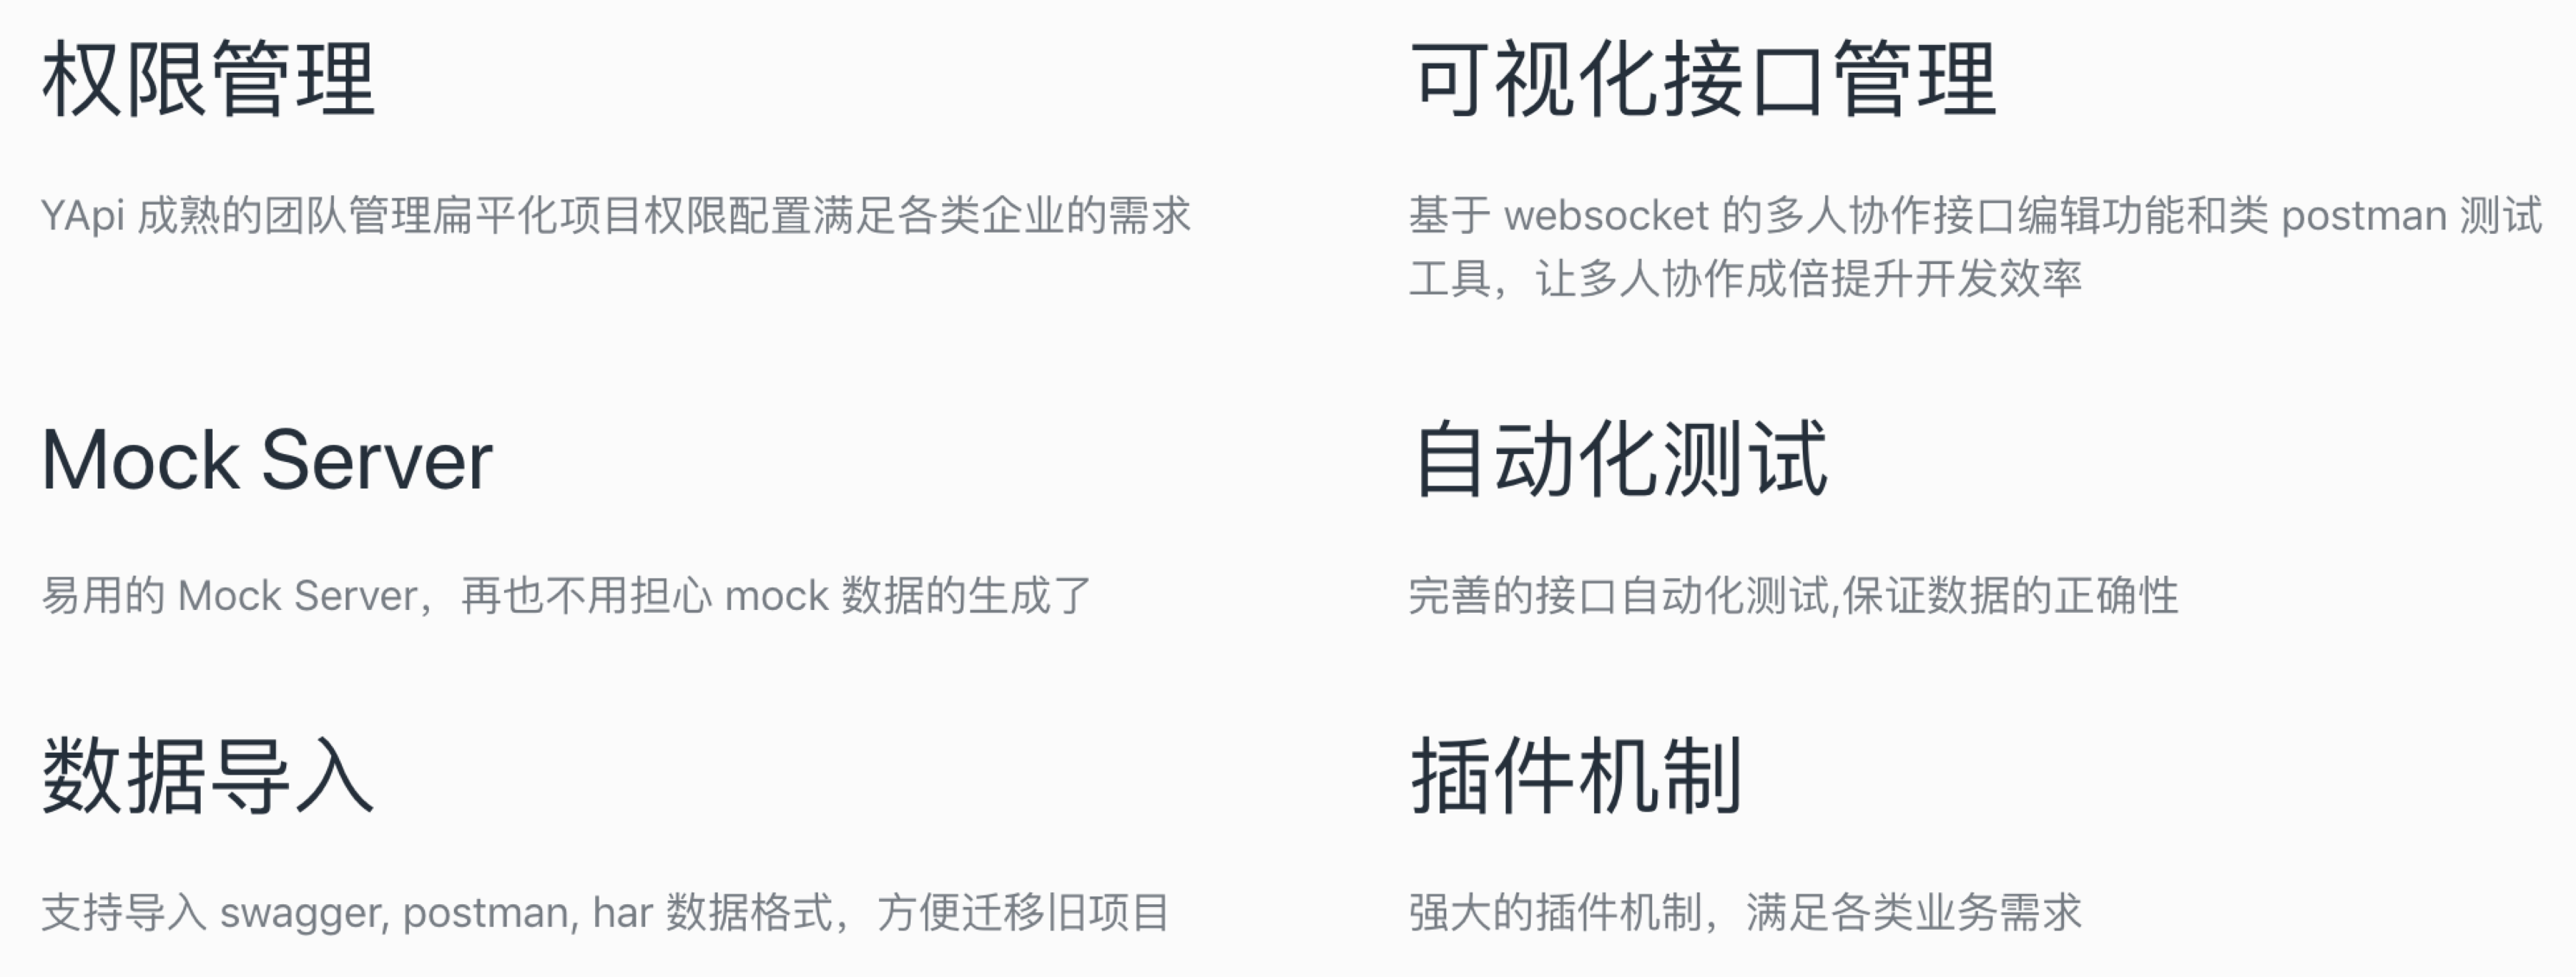 权限管理
YApi 成熟的团队管理扁平化项目权限配置满足各类企业的需求
可视化接口管理
基于 websocket 的多人协作接口编辑功能和类 postman 测试
工具，让多人协作成倍提升开发效率
Mock Server
易用的 Mock Server，再也不用担心 mock 数据的生成了
自动化测试
完善的接口自动化测试,保证数据的正确性
数据导入
支持导入 swagger, postman, har 数据格式，方便迁移旧项目
插件机制
强大的插件机制，满足各类业务需求